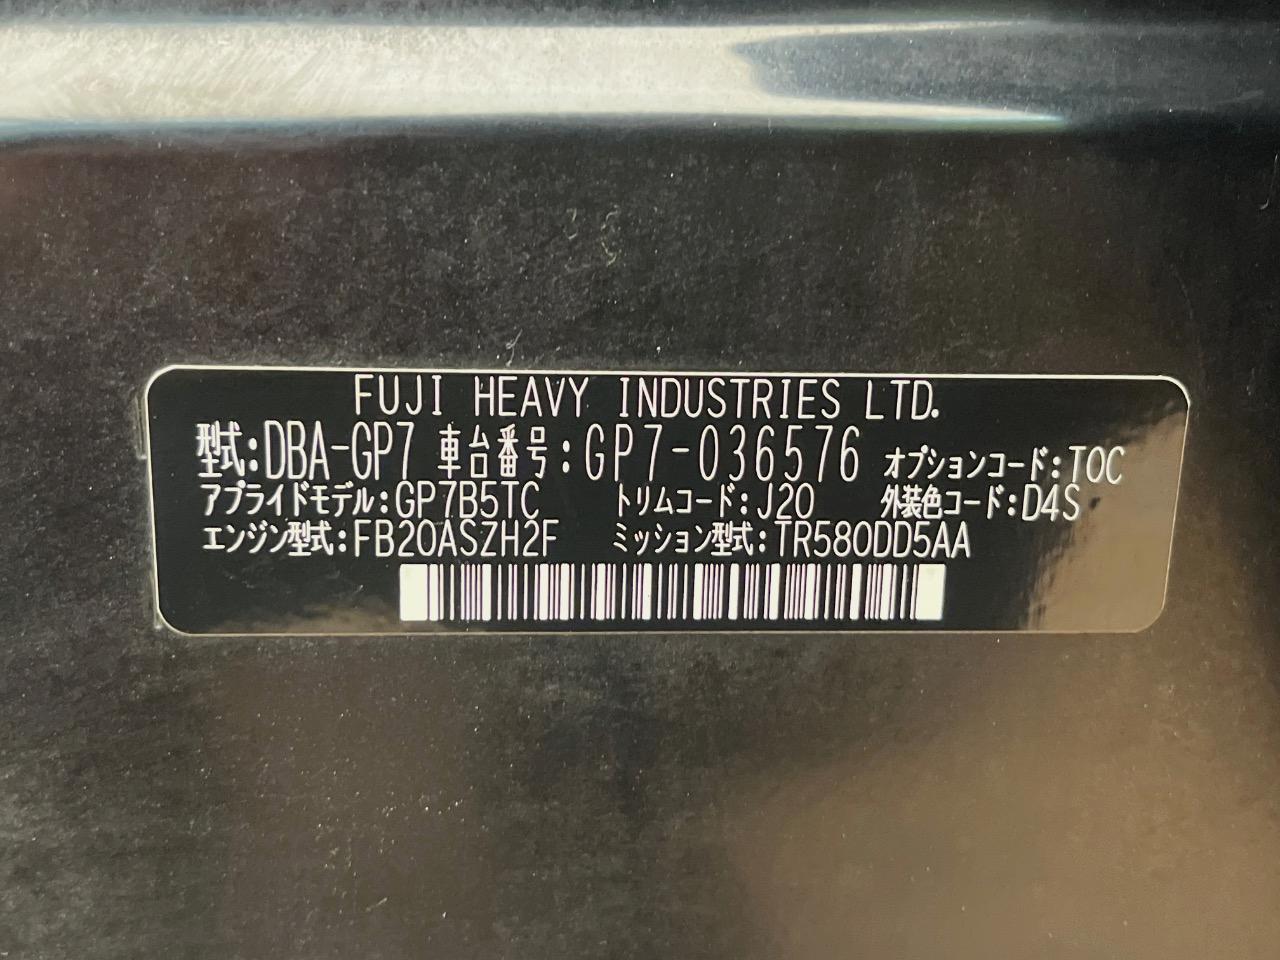 FUJI HEAVY INDUSTRIES LTD.
型式:DBA-GP7 車台番号:GP7-036576 オプションコード:TOC
アプライドモデル:GP7B5TC トリムコード:J20 外装色コード:D4S
エンジン型式:FB20ASZH2F ミッション型式:TR580DD5AA